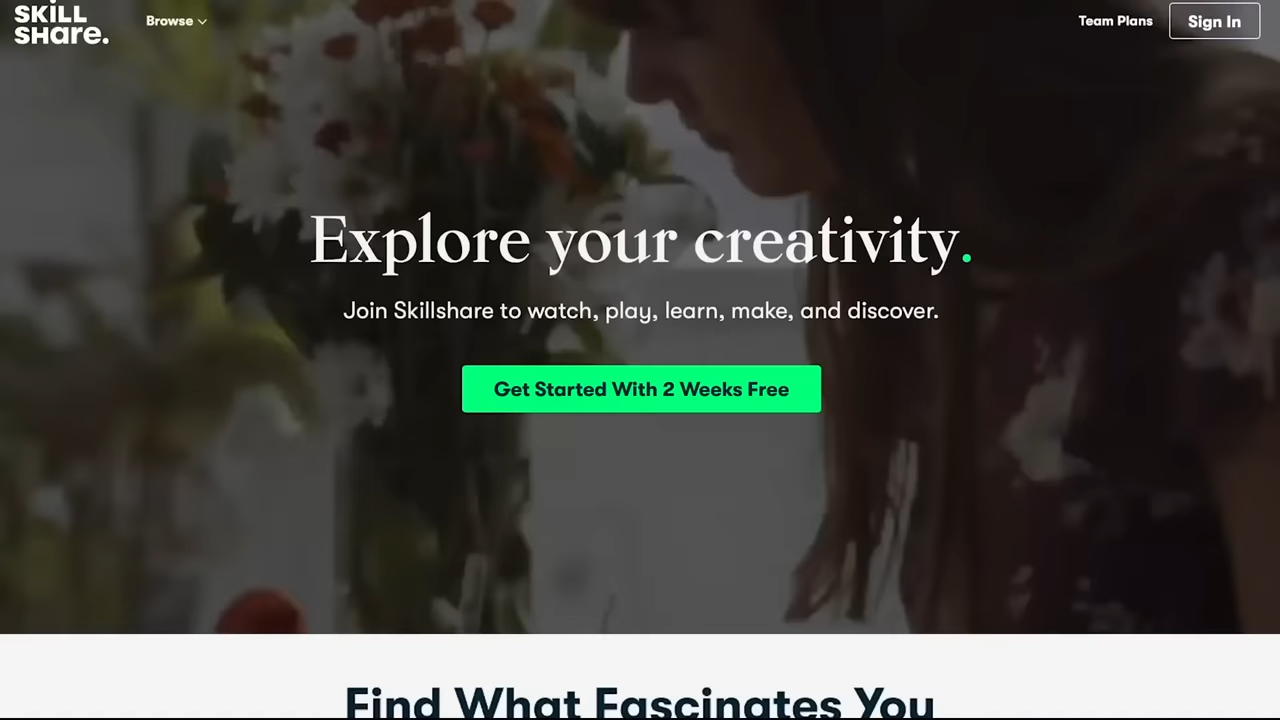 SKiLL
SHare.
Browse
Team Plans
Sign In
Explore your creativity.
Join Skillshare to watch, play, learn, make, and discover.
Get Started With 2 Weeks Free
Find What Fascinates You